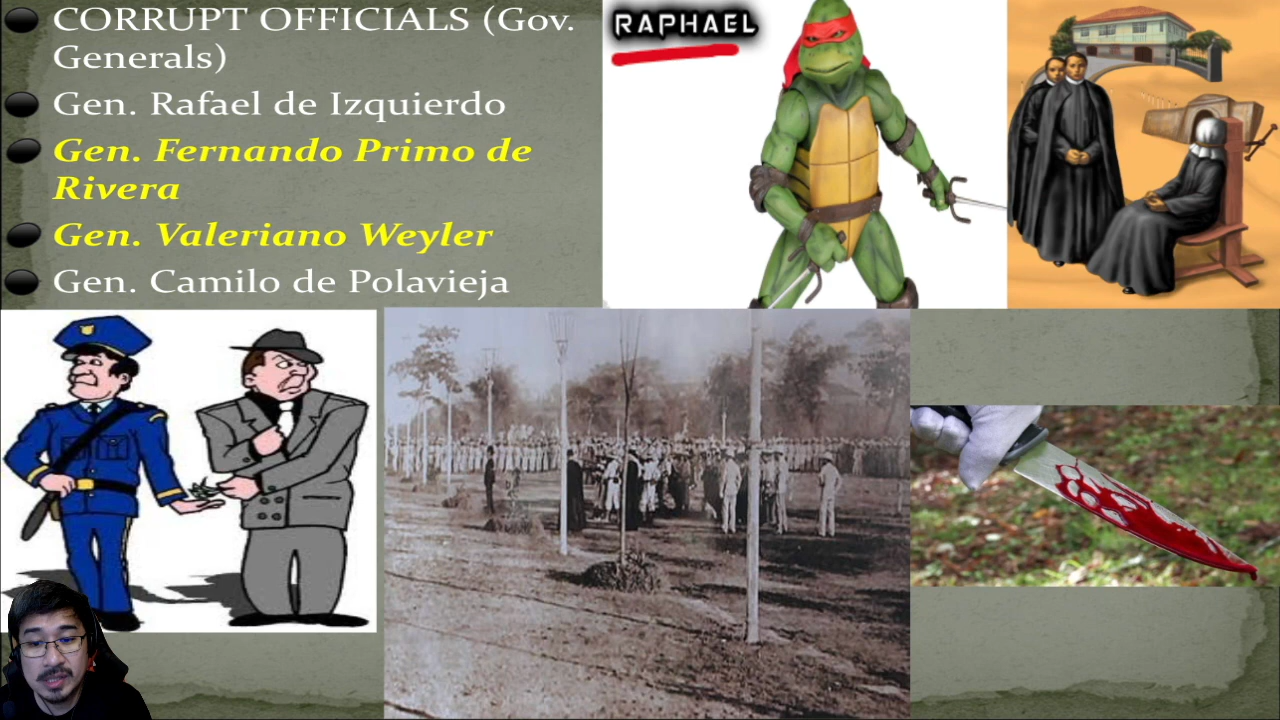 CORRUPT OFFICIALS (Gov.
Generals)
Gen. Rafael de Izquierdo
Gen. Fernando Primo de
Rivera
Gen. Valeriano Weyler
Gen. Camilo de Polavieja
RAPHAEL